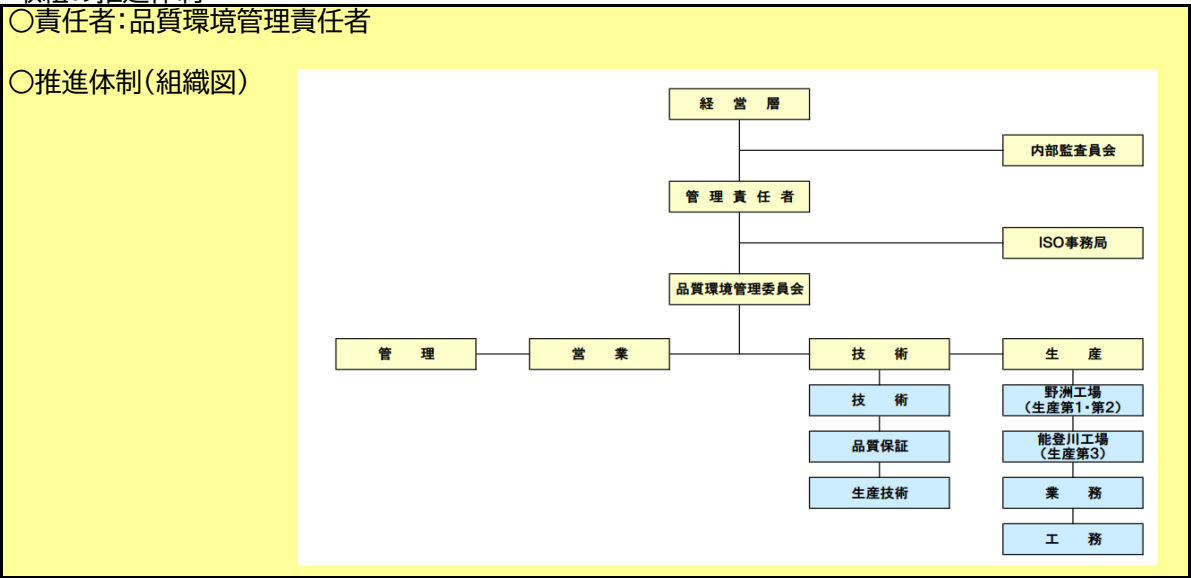 ○責任者：品質環境管理責任者
○推進体制（組織図）
経 営 層
内部監査員会
管 理 責 任 者
ISO事務局
品質環境管理委員会
管 理
営 業
技 術
生 産
技 術
野洲工場
（生産第1・第2）
品質保証
能登川工場
（生産第3）
生産技術
業 務
工 務